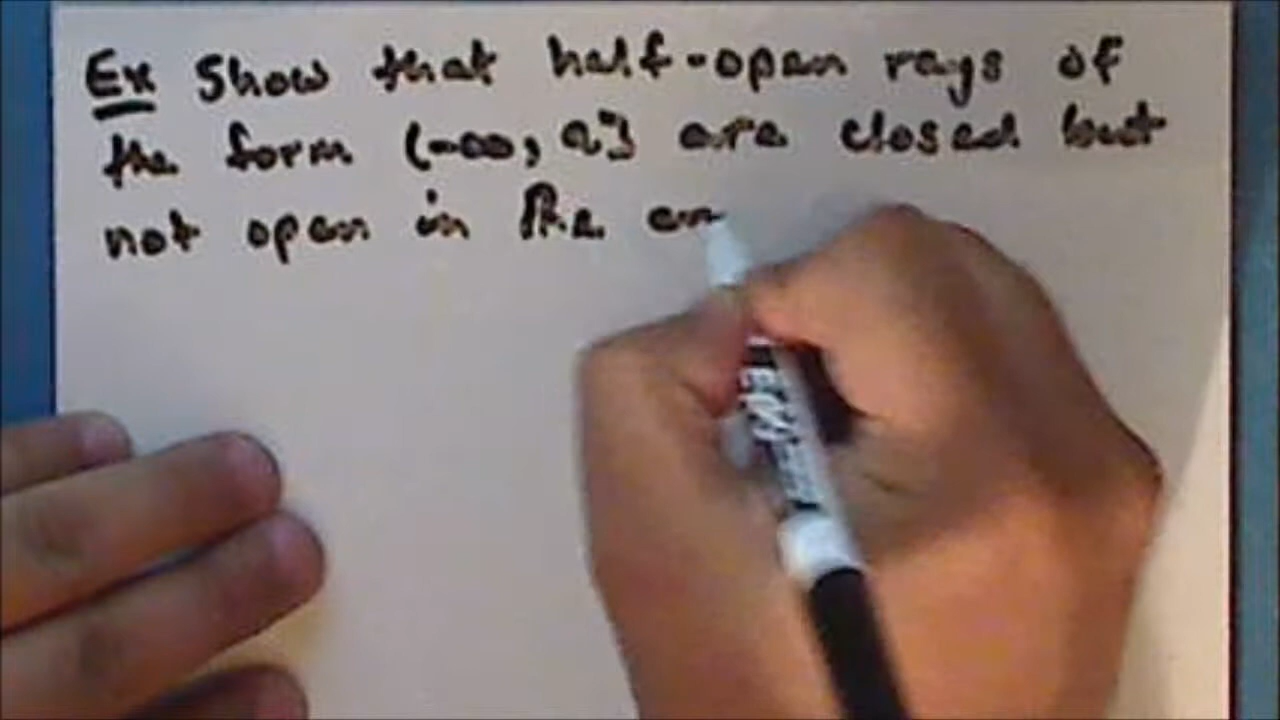 Ex Show that half-open rays of
the form (-∞, a] are closed but
not open in the